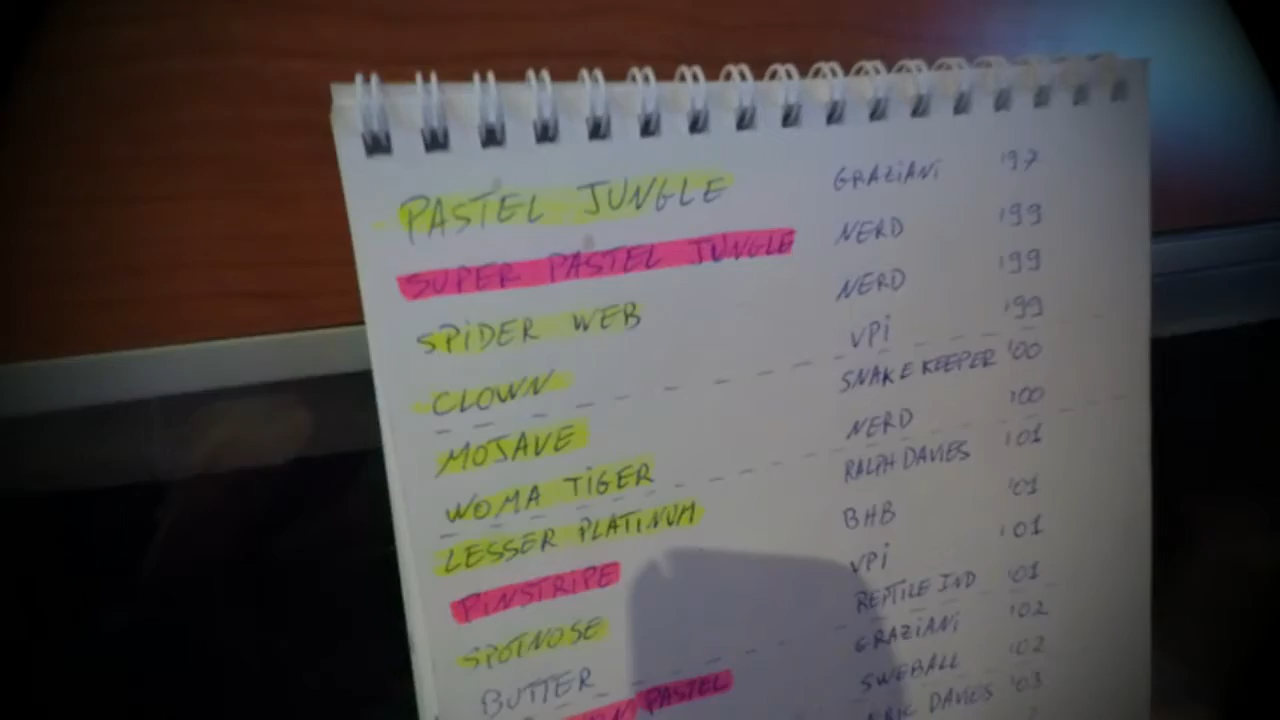 PASTEL JUNGLE GRAZiANi '97
SUPER PASTEL JUNGLE NERD '99
SPiDER WEB NERD '99
CLOWN VPi '99
MOJAVE SNAKE KEEPER '00
WOMA TiGER NERD '00
LESSER PLATiNUM RALPH DAVIES '01
PiNSTRiPE BHB '01
SPOTNOSE VPi '01
BUTTER REPTILE IND '01
PASTEL GRAZiANi '02
SWEBALL '02
ERIC DAVIES '03